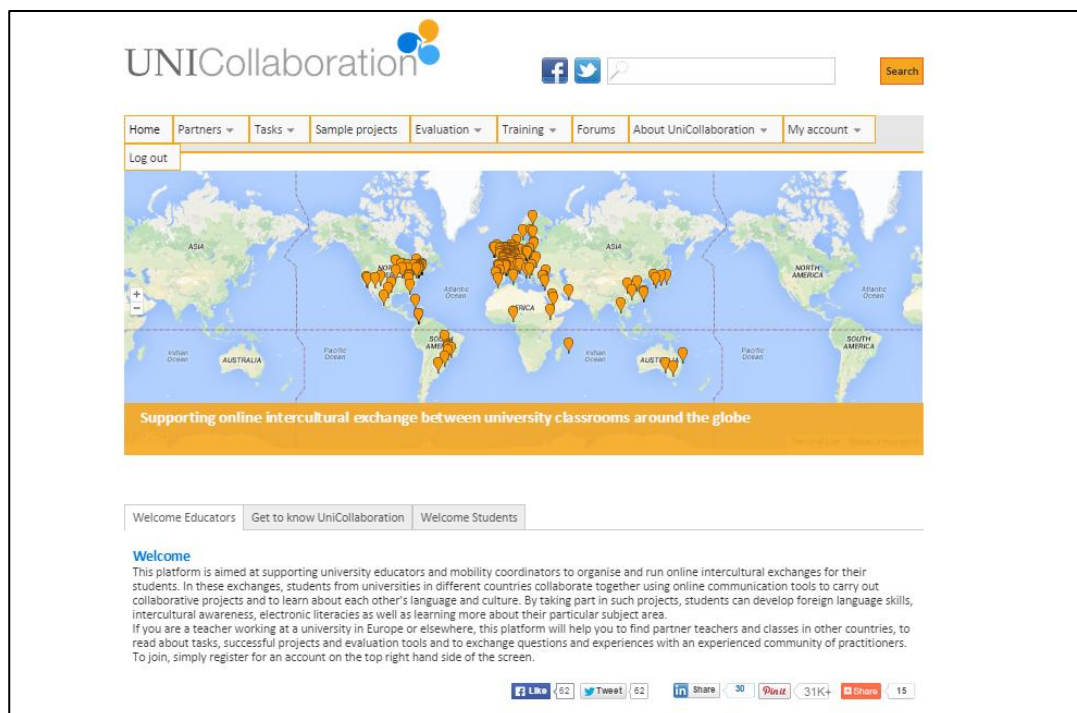 UNICollaboration
Search
Home Partners Tasks Sample projects Evaluation Training Forums About UniCollaboration My account
Log out
ASIA
ASIA
NORTH
AMERICA
Atlantic
Ocean
Atlantic
Ocean
AFRICA
Indian
Ocean
AUSTRALIA
Pacific
Ocean
SOUTH
AMERICA
Indian
Ocean
AUSTRALIA
Pacific
Ocean
SOUTH
AMERICA
Supporting online intercultural exchange between university classrooms around the globe
Welcome Educators Get to know UniCollaboration Welcome Students
Welcome
This platform is aimed at supporting university educators and mobility coordinators to organise and run online intercultural exchanges for their
students. In these exchanges, students from universities in different countries collaborate together using online communication tools to carry out
collaborative projects and to learn about each other's language and culture. By taking part in such projects, students can develop foreign language skills,
intercultural awareness, electronic literacies as well as learning more about their particular subject area.
If you are a teacher working at a university in Europe or elsewhere, this platform will help you to find partner teachers and classes in other countries, to
read about tasks, successful projects and evaluation tools and to exchange questions and experiences with an experienced community of practitioners.
To join, simply register for an account on the top right hand side of the screen.
Like 62 Tweet 62 Share 30 Pin it 31K+ Share 15